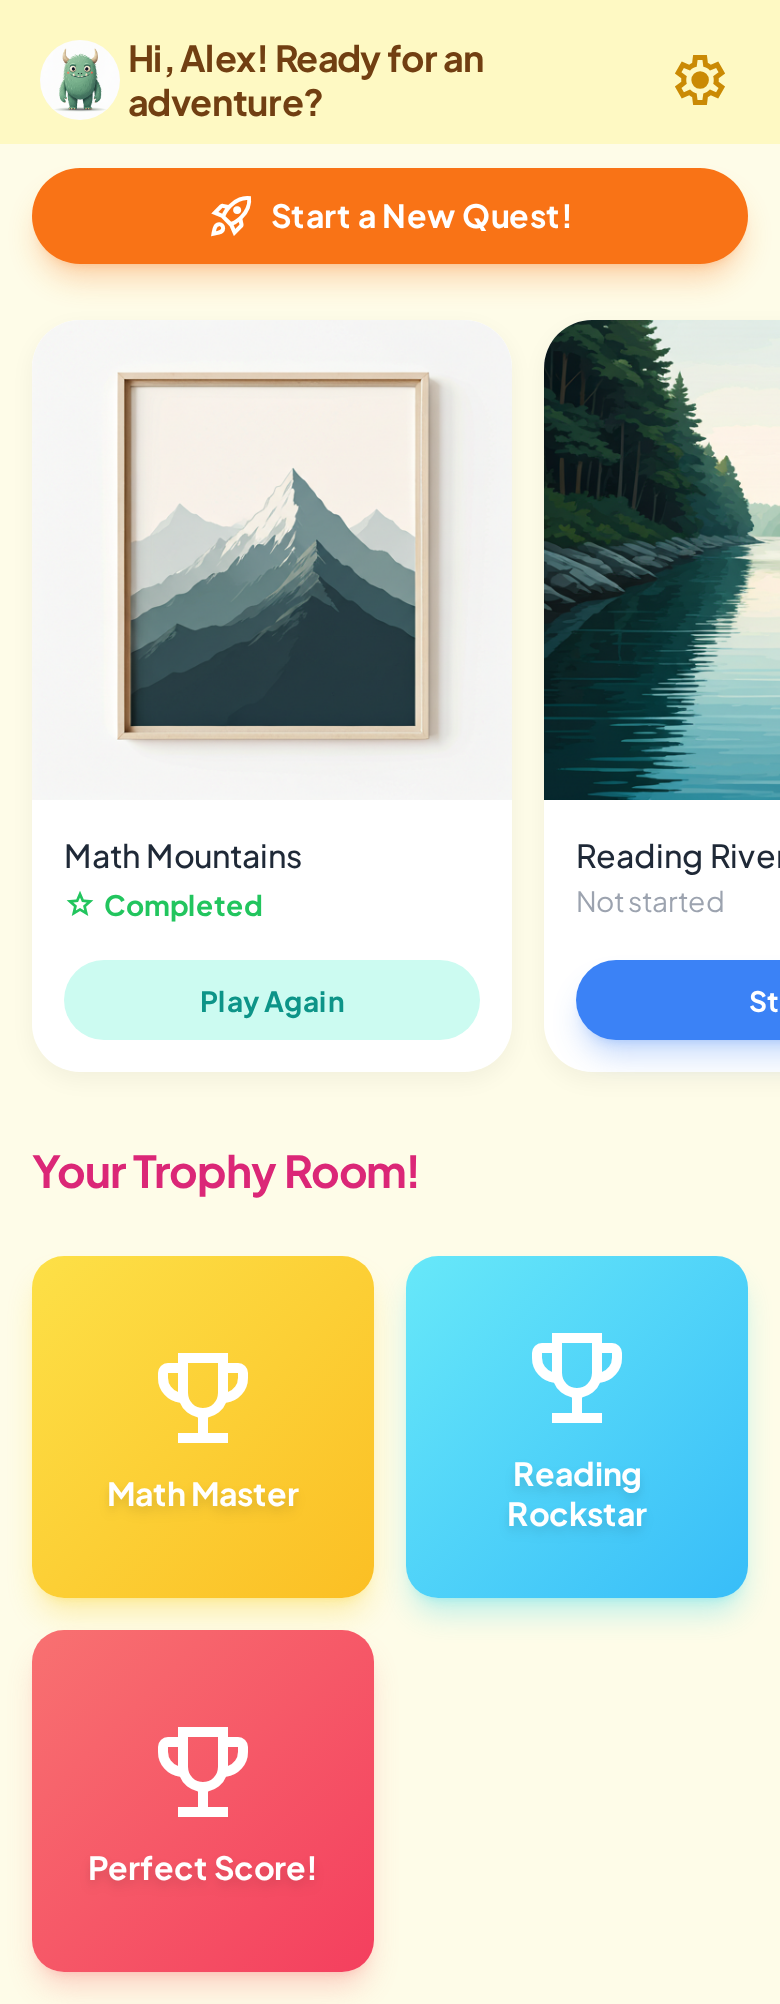 Hi, Alex! Ready for an
adventure?
Start a New Quest!
Math Mountains
Completed
Play Again
Reading River
Not started
Your Trophy Room!
Math Master
Reading
Rockstar
Perfect Score!